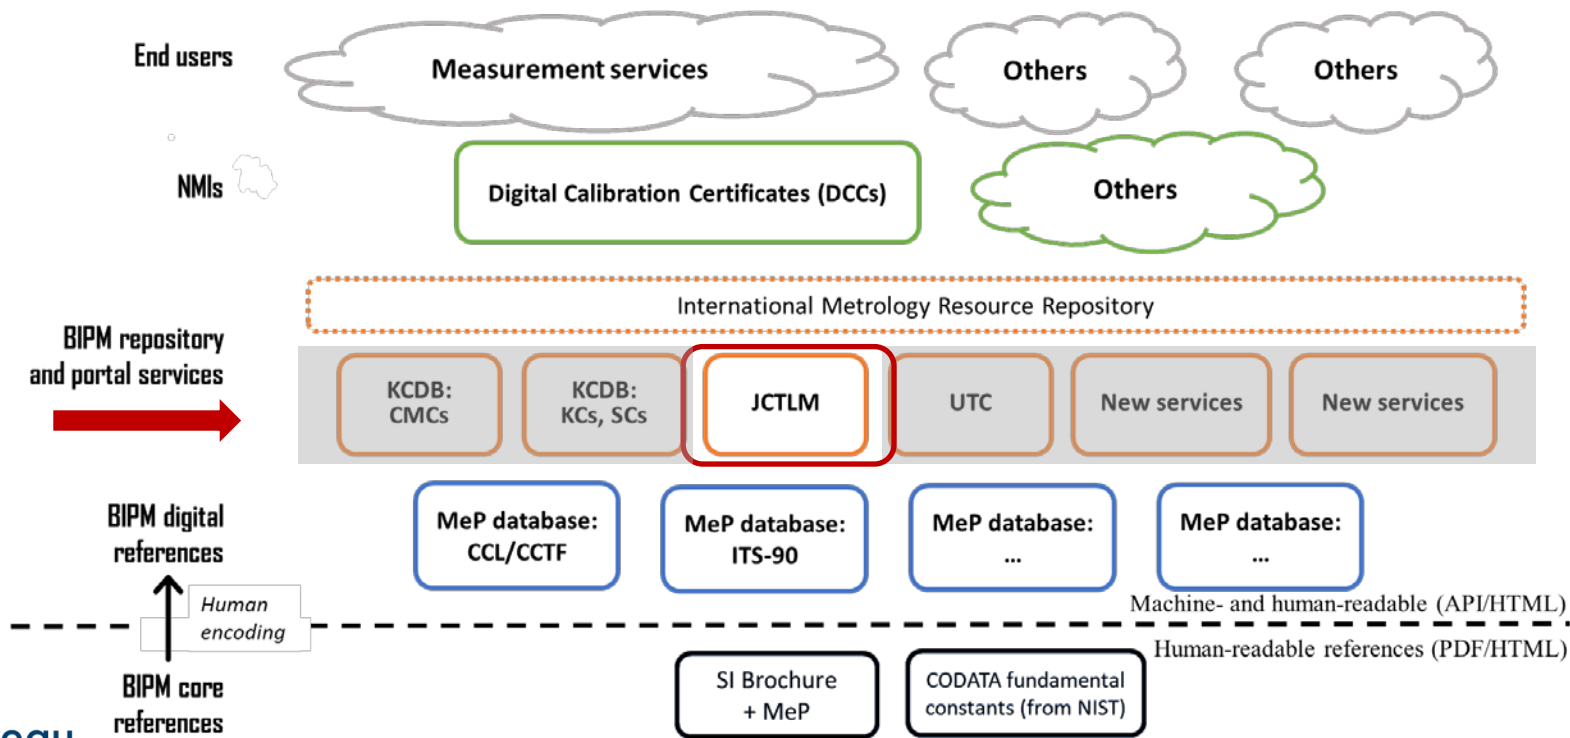 End users
Measurement services
Others
Others
NMIs
Digital Calibration Certificates (DCCs)
Others
International Metrology Resource Repository
BIPM repository
and portal services
KCDB:
CMCs
KCDB:
KCs, SCs
JCTLM
UTC
New services
New services
BIPM digital
references
MeP database:
CCL/CCTF
MeP database:
ITS-90
MeP database:
...
MeP database:
...
Human
encoding
Machine- and human-readable (API/HTML)
Human-readable references (PDF/HTML)
BIPM core
references
SI Brochure
+ MeP
CODATA fundamental
constants (from NIST)